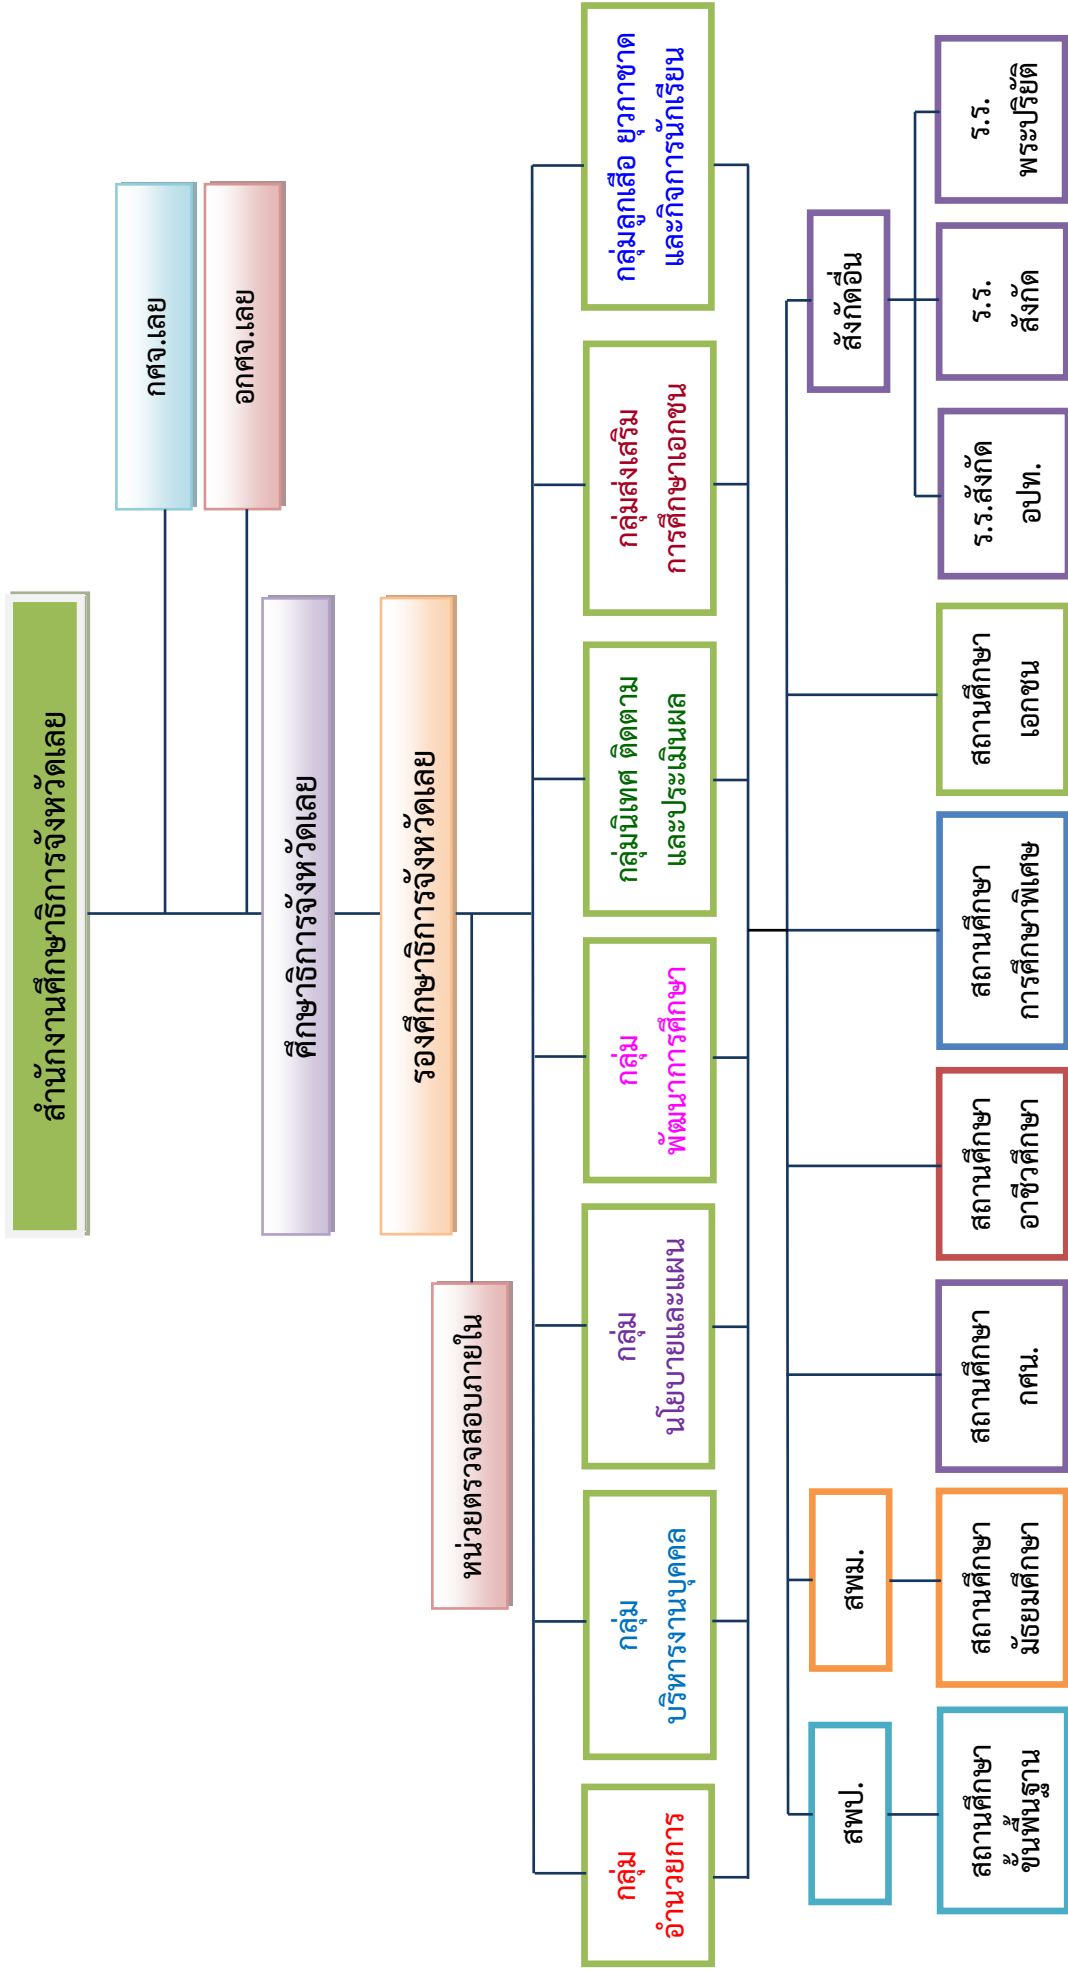 สำนักงานศึกษาธิการจังหวัดเลย
กศจ.เลย
อกศจ.เลย
ศึกษาธิการจังหวัดเลย
รองศึกษาธิการจังหวัดเลย
หน่วยตรวจสอบภายใน
กลุ่ม
อำนวยการ
กลุ่ม
บริหารงานบุคคล
กลุ่ม
นโยบายและแผน
กลุ่ม
พัฒนาการศึกษา
กลุ่มนิเทศ ติดตาม
และประเมินผล
กลุ่มส่งเสริม
การศึกษาเอกชน
กลุ่มลูกเสือ ยุวกาชาด
และกิจการนักเรียน
สพป.
สพม.
สังกัดอื่น
สถานศึกษา
ขั้นพื้นฐาน
สถานศึกษา
มัธยมศึกษา
สถานศึกษา
กศน.
สถานศึกษา
อาชีวศึกษา
สถานศึกษา
การศึกษาพิเศษ
สถานศึกษา
เอกชน
ร.ร.สังกัด
อปท.
ร.ร.
สังกัด
ร.ร.
พระปริยัติ